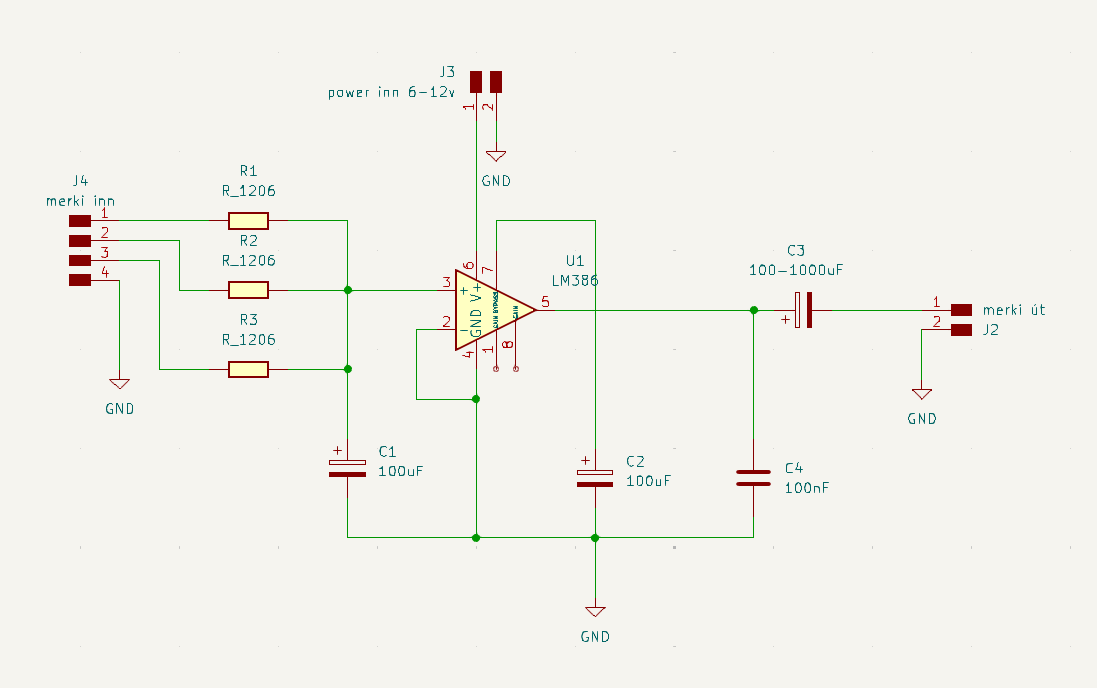 J3
power inn 6-12v
1
2
GND
J4
merki inn
1
2
3
4
GND
R1
R_1206
R2
R_1206
R3
R_1206
U1
LM386
6
7
3
+
V+
GND
BYPASS
GAIN
GAIN
2
-
4
1
8
5
C3
100-1000uF
+
1
merki út
2
J2
GND
+
C1
100uF
+
C2
100uF
C4
100nF
GND